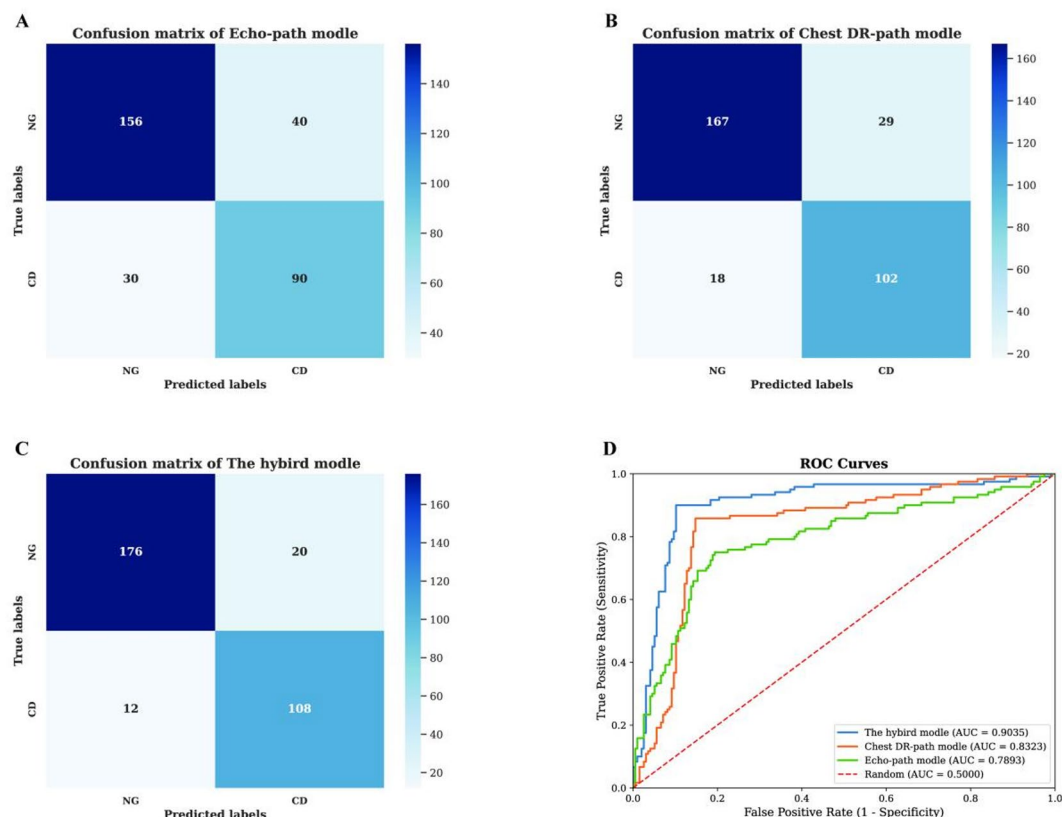 A
Confusion matrix of Echo-path modle
NG
CD
True labels
156
40
30
90
NG
CD
Predicted labels
140
120
100
80
60
40
B
Confusion matrix of Chest DR-path modle
NG
CD
True labels
167
29
18
102
NG
CD
Predicted labels
160
140
120
100
80
60
40
20
C
Confusion matrix of The hybird modle
NG
CD
True labels
176
20
12
108
NG
CD
Predicted labels
160
140
120
100
80
60
40
20
D
ROC Curves
True Positive Rate (Sensitivity)
1.0
0.8
0.6
0.4
0.2
0.0
0.0
0.2
0.4
0.6
0.8
1.0
False Positive Rate (1 - Specificity)
The hybird modle (AUC = 0.9035)
Chest DR-path modle (AUC = 0.8323)
Echo-path modle (AUC = 0.7893)
Random (AUC = 0.5000)